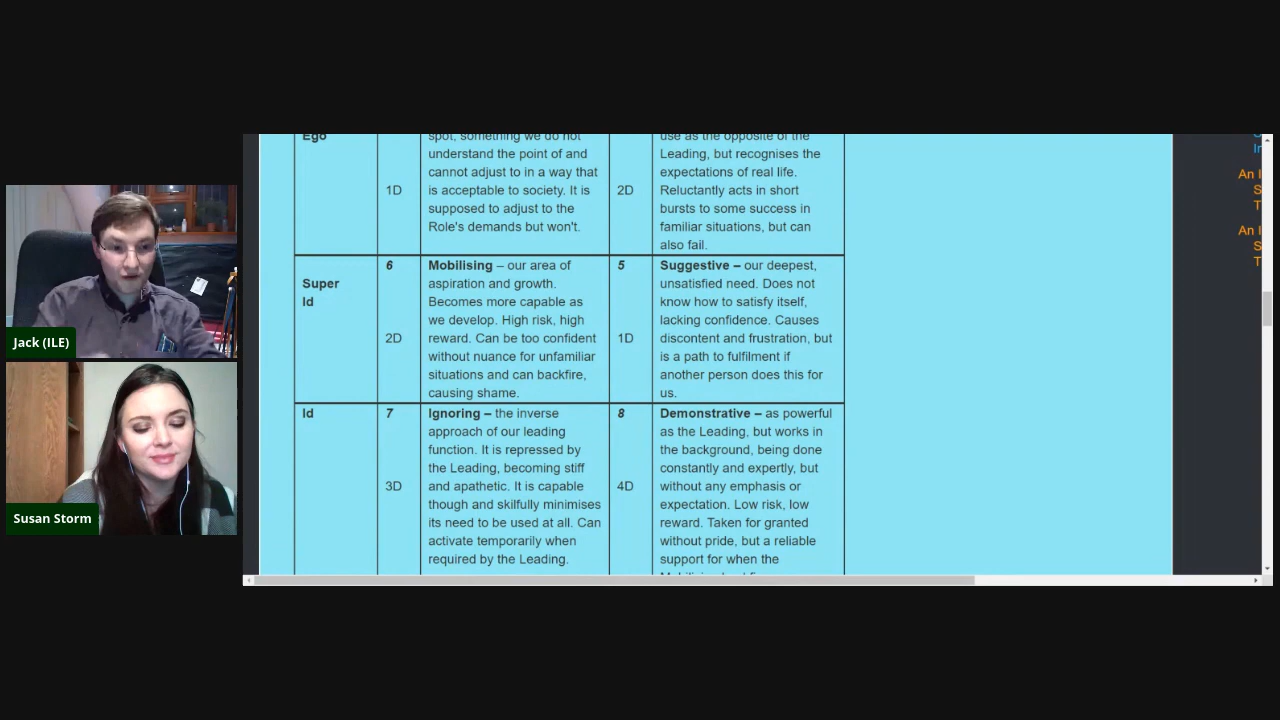 Jack (ILE)
Susan Storm
Ego
1D
spot, something we do not
understand the point of and
cannot adjust to in a way that
is acceptable to society. It is
supposed to adjust to the
Role's demands but won't.
2D
use as the opposite of the
Leading, but recognises the
expectations of real life.
Reluctantly acts in short
bursts to some success in
familiar situations, but can
also fail.
Super
Id
6
2D
Mobilising – our area of
aspiration and growth.
Becomes more capable as
we develop. High risk, high
reward. Can be too confident
without nuance for unfamiliar
situations and can backfire,
causing shame.
5
1D
Suggestive – our deepest,
unsatisfied need. Does not
know how to satisfy itself,
lacking confidence. Causes
discontent and frustration, but
is a path to fulfilment if
another person does this for
us.
Id
7
3D
Ignoring – the inverse
approach of our leading
function. It is repressed by
the Leading, becoming stiff
and apathetic. It is capable
though and skilfully minimises
its need to be used at all. Can
activate temporarily when
required by the Leading.
8
4D
Demonstrative – as powerful
as the Leading, but works in
the background, being done
constantly and expertly, but
without any emphasis or
expectation. Low risk, low
reward. Taken for granted
without pride, but a reliable
support for when the
In
An I
S
T
An I
S
T